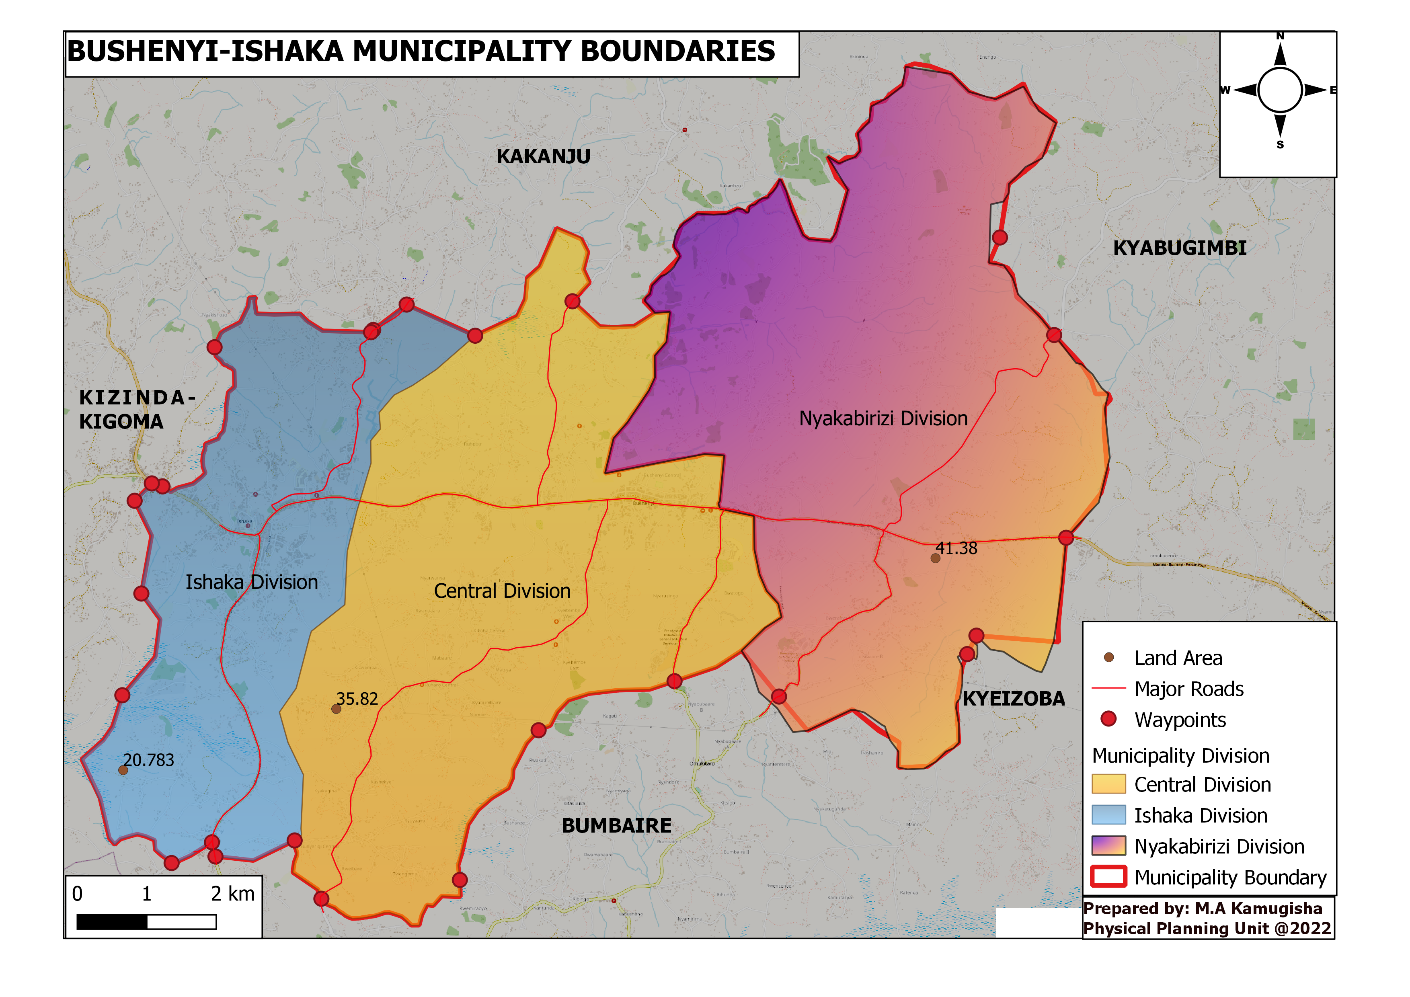 BUSHENYI-ISHAKA MUNICIPALITY BOUNDARIES
N
W
E
S
KAKANJU
KYABUGIMBI
KIZINDA-
KIGOMA
Nyakabirizi Division
41.38
Ishaka Division
Central Division
35.82
20.783
KYEIZOBA
BUMBAIRE
Land Area
Major Roads
Waypoints
Municipality Division
Central Division
Ishaka Division
Nyakabirizi Division
Municipality Boundary
0 1 2 km
Prepared by: M.A Kamugisha
Physical Planning Unit @2022